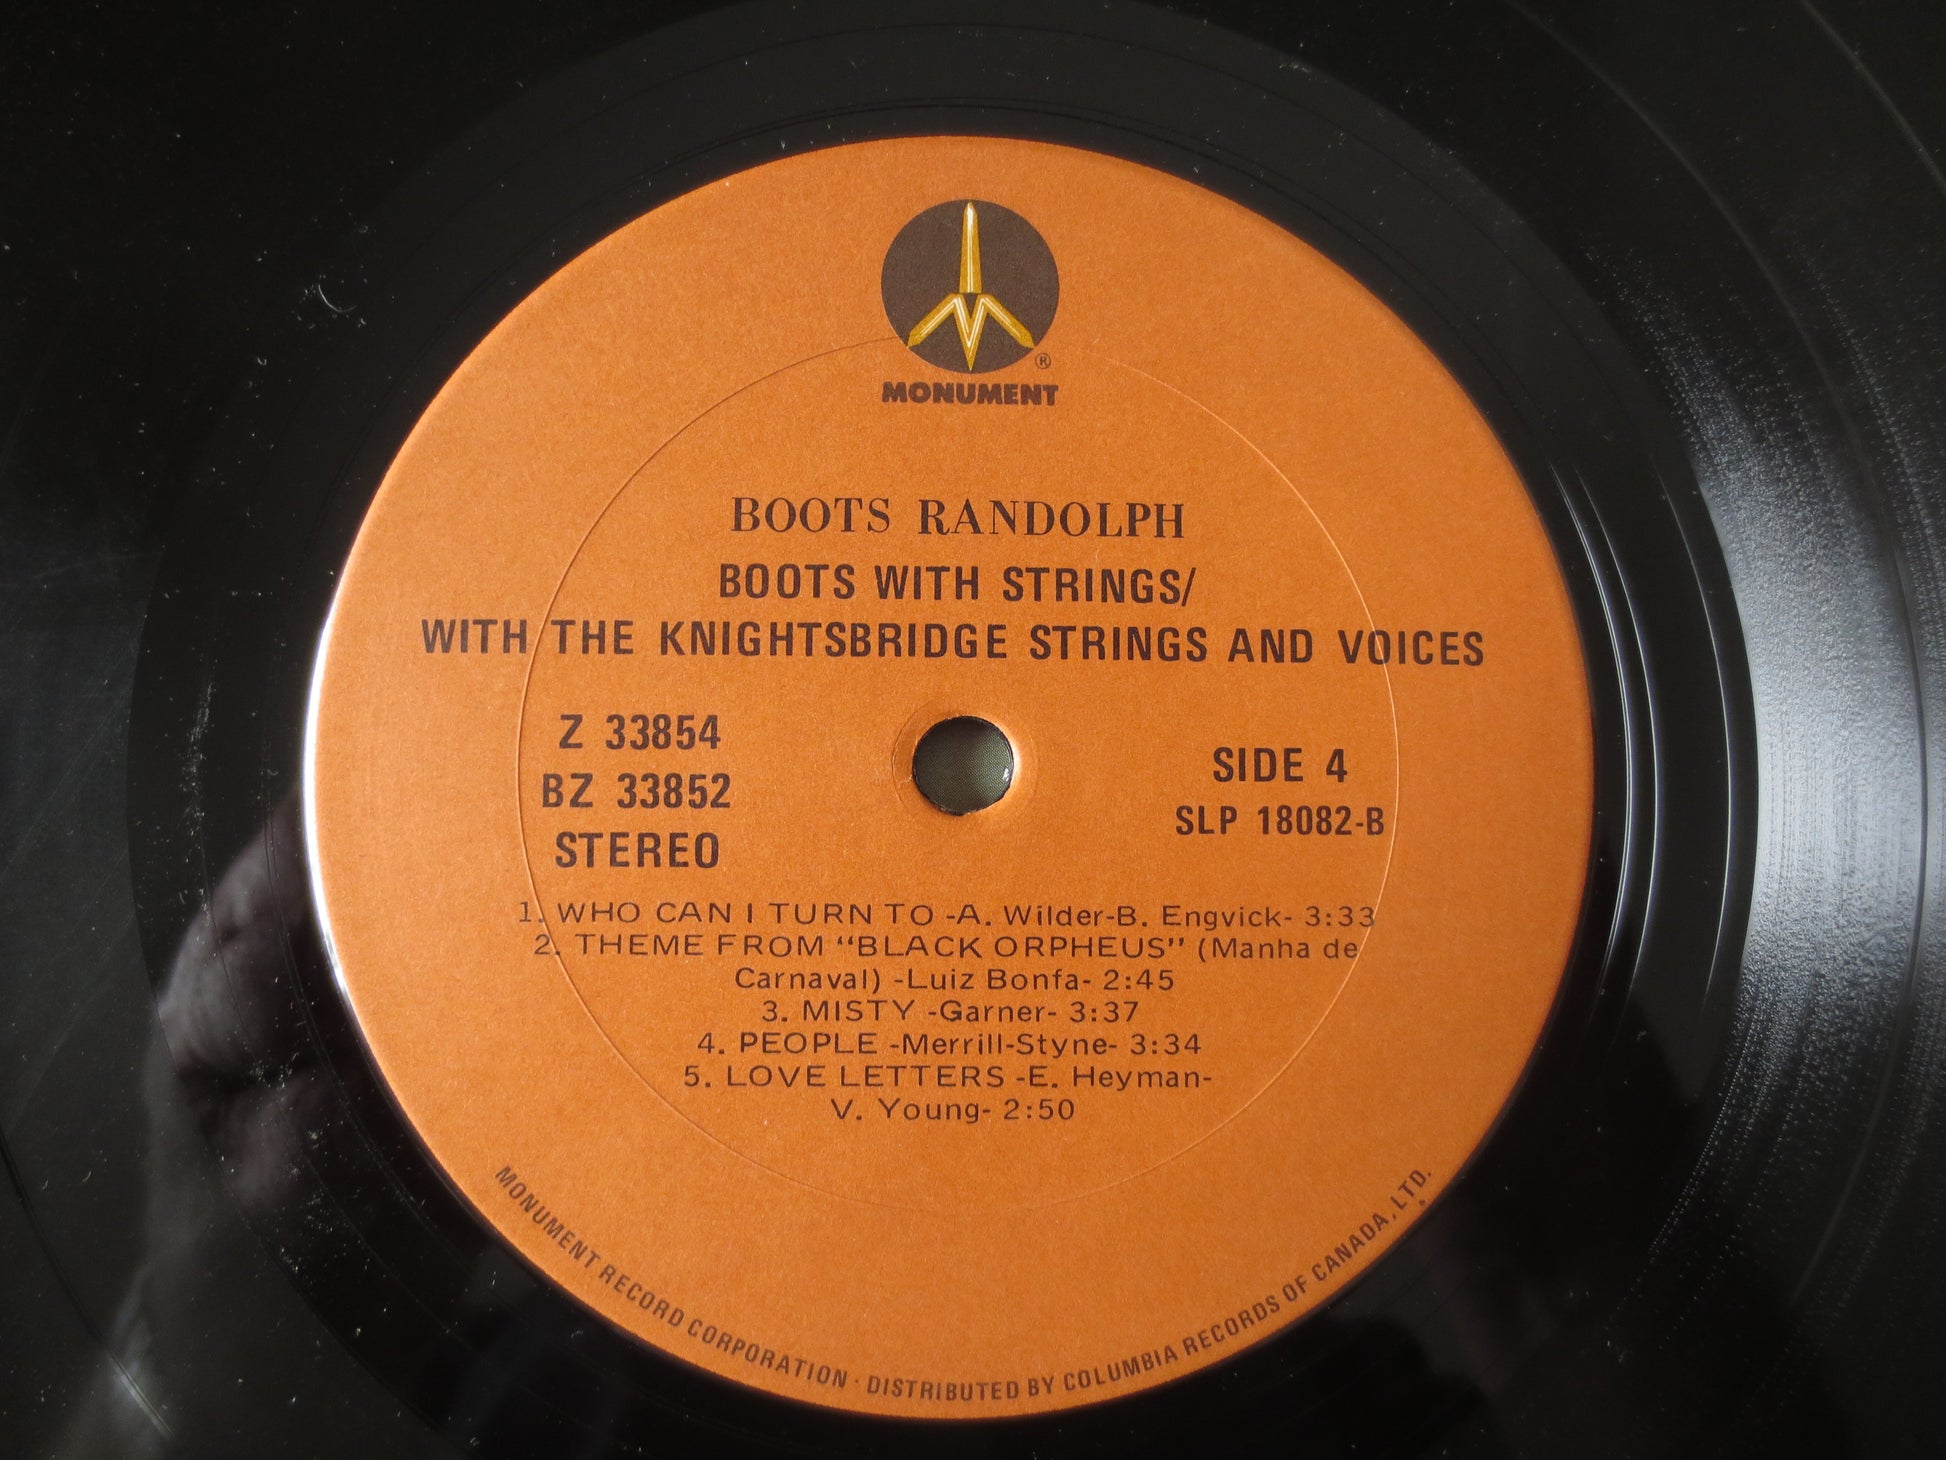 ®
MONUMENT
BOOTS RANDOLPH
BOOTS WITH STRINGS/
WITH THE KNIGHTSBRIDGE STRINGS AND VOICES
Z 33854
BZ 33852
STEREO
SIDE 4
SLP 18082-B
1. WHO CAN I TURN TO -A. Wilder-B. Engvick- 3:33
2. THEME FROM "BLACK ORPHEUS" (Manha de
Carnaval) -Luiz Bonfa- 2:45
3. MISTY -Garner- 3:37
4. PEOPLE -Merrill-Styne- 3:34
5. LOVE LETTERS -E. Heyman-
V. Young- 2:50
MONUMENT RECORD CORPORATION · DISTRIBUTED BY COLUMBIA RECORDS OF CANADA, LTD.